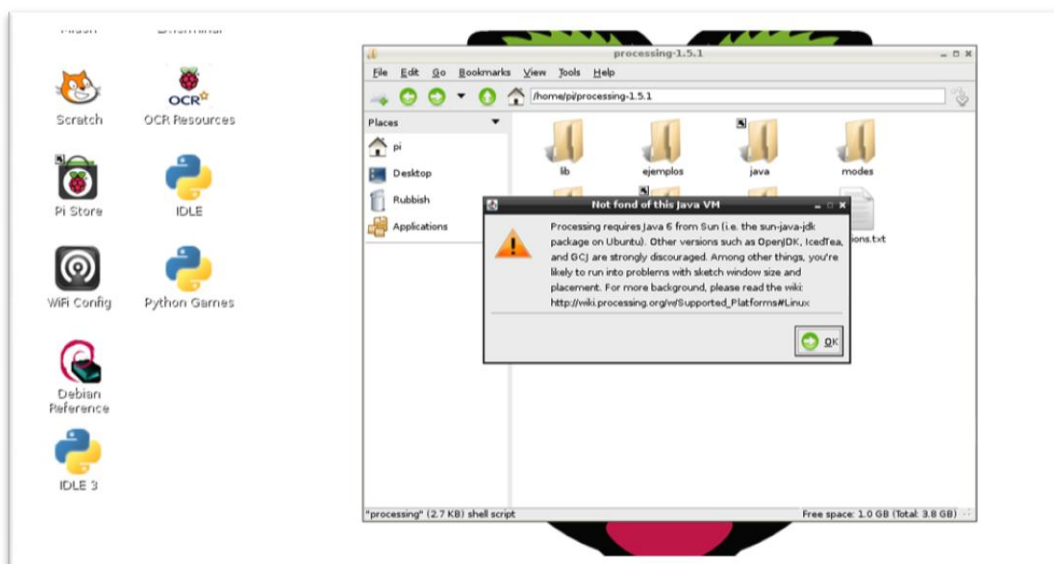 Scratch
OCR
OCR Resources
Pi Store
IDLE
WiFi Config
Python Games
Debian
Reference
IDLE 3
processing-1.5.1
File Edit Go Bookmarks View Tools Help
/home/pi/processing-1.5.1
Places
pi
Desktop
Rubbish
Applications
lib
ejemplos
java
modes
ions.txt
Not fond of this Java VM
Processing requires Java 6 from Sun (i.e. the sun-java-jdk
package on Ubuntu). Other versions such as OpenJDK, IcedTea,
and GCJ are strongly discouraged. Among other things, you're
likely to run into problems with sketch window size and
placement. For more background, please read the wiki:
http://wiki.processing.org/w/Supported_Platforms#Linux
OK
"processing" (2.7 KB) shell script
Free space: 1.0 GB (Total: 3.8 GB)